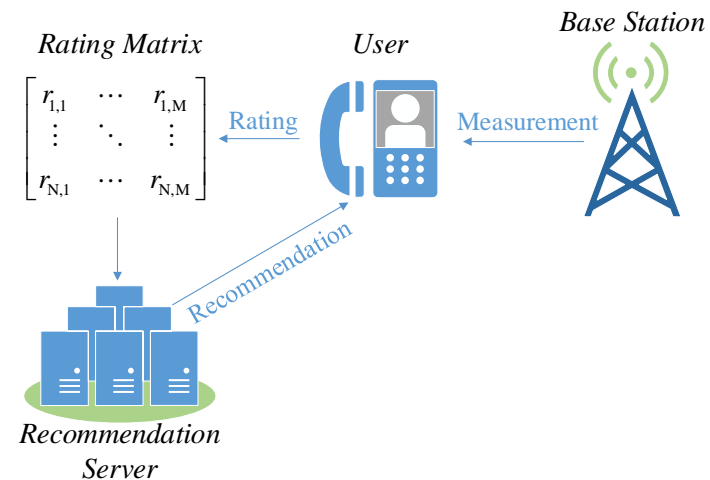 Base Station
Rating Matrix
User
r1,1 ⋯ r1,M
⋮ ⋱ ⋮
rN,1 ⋯ rN,M
Rating
Measurement
Recommendation
Recommendation
Server